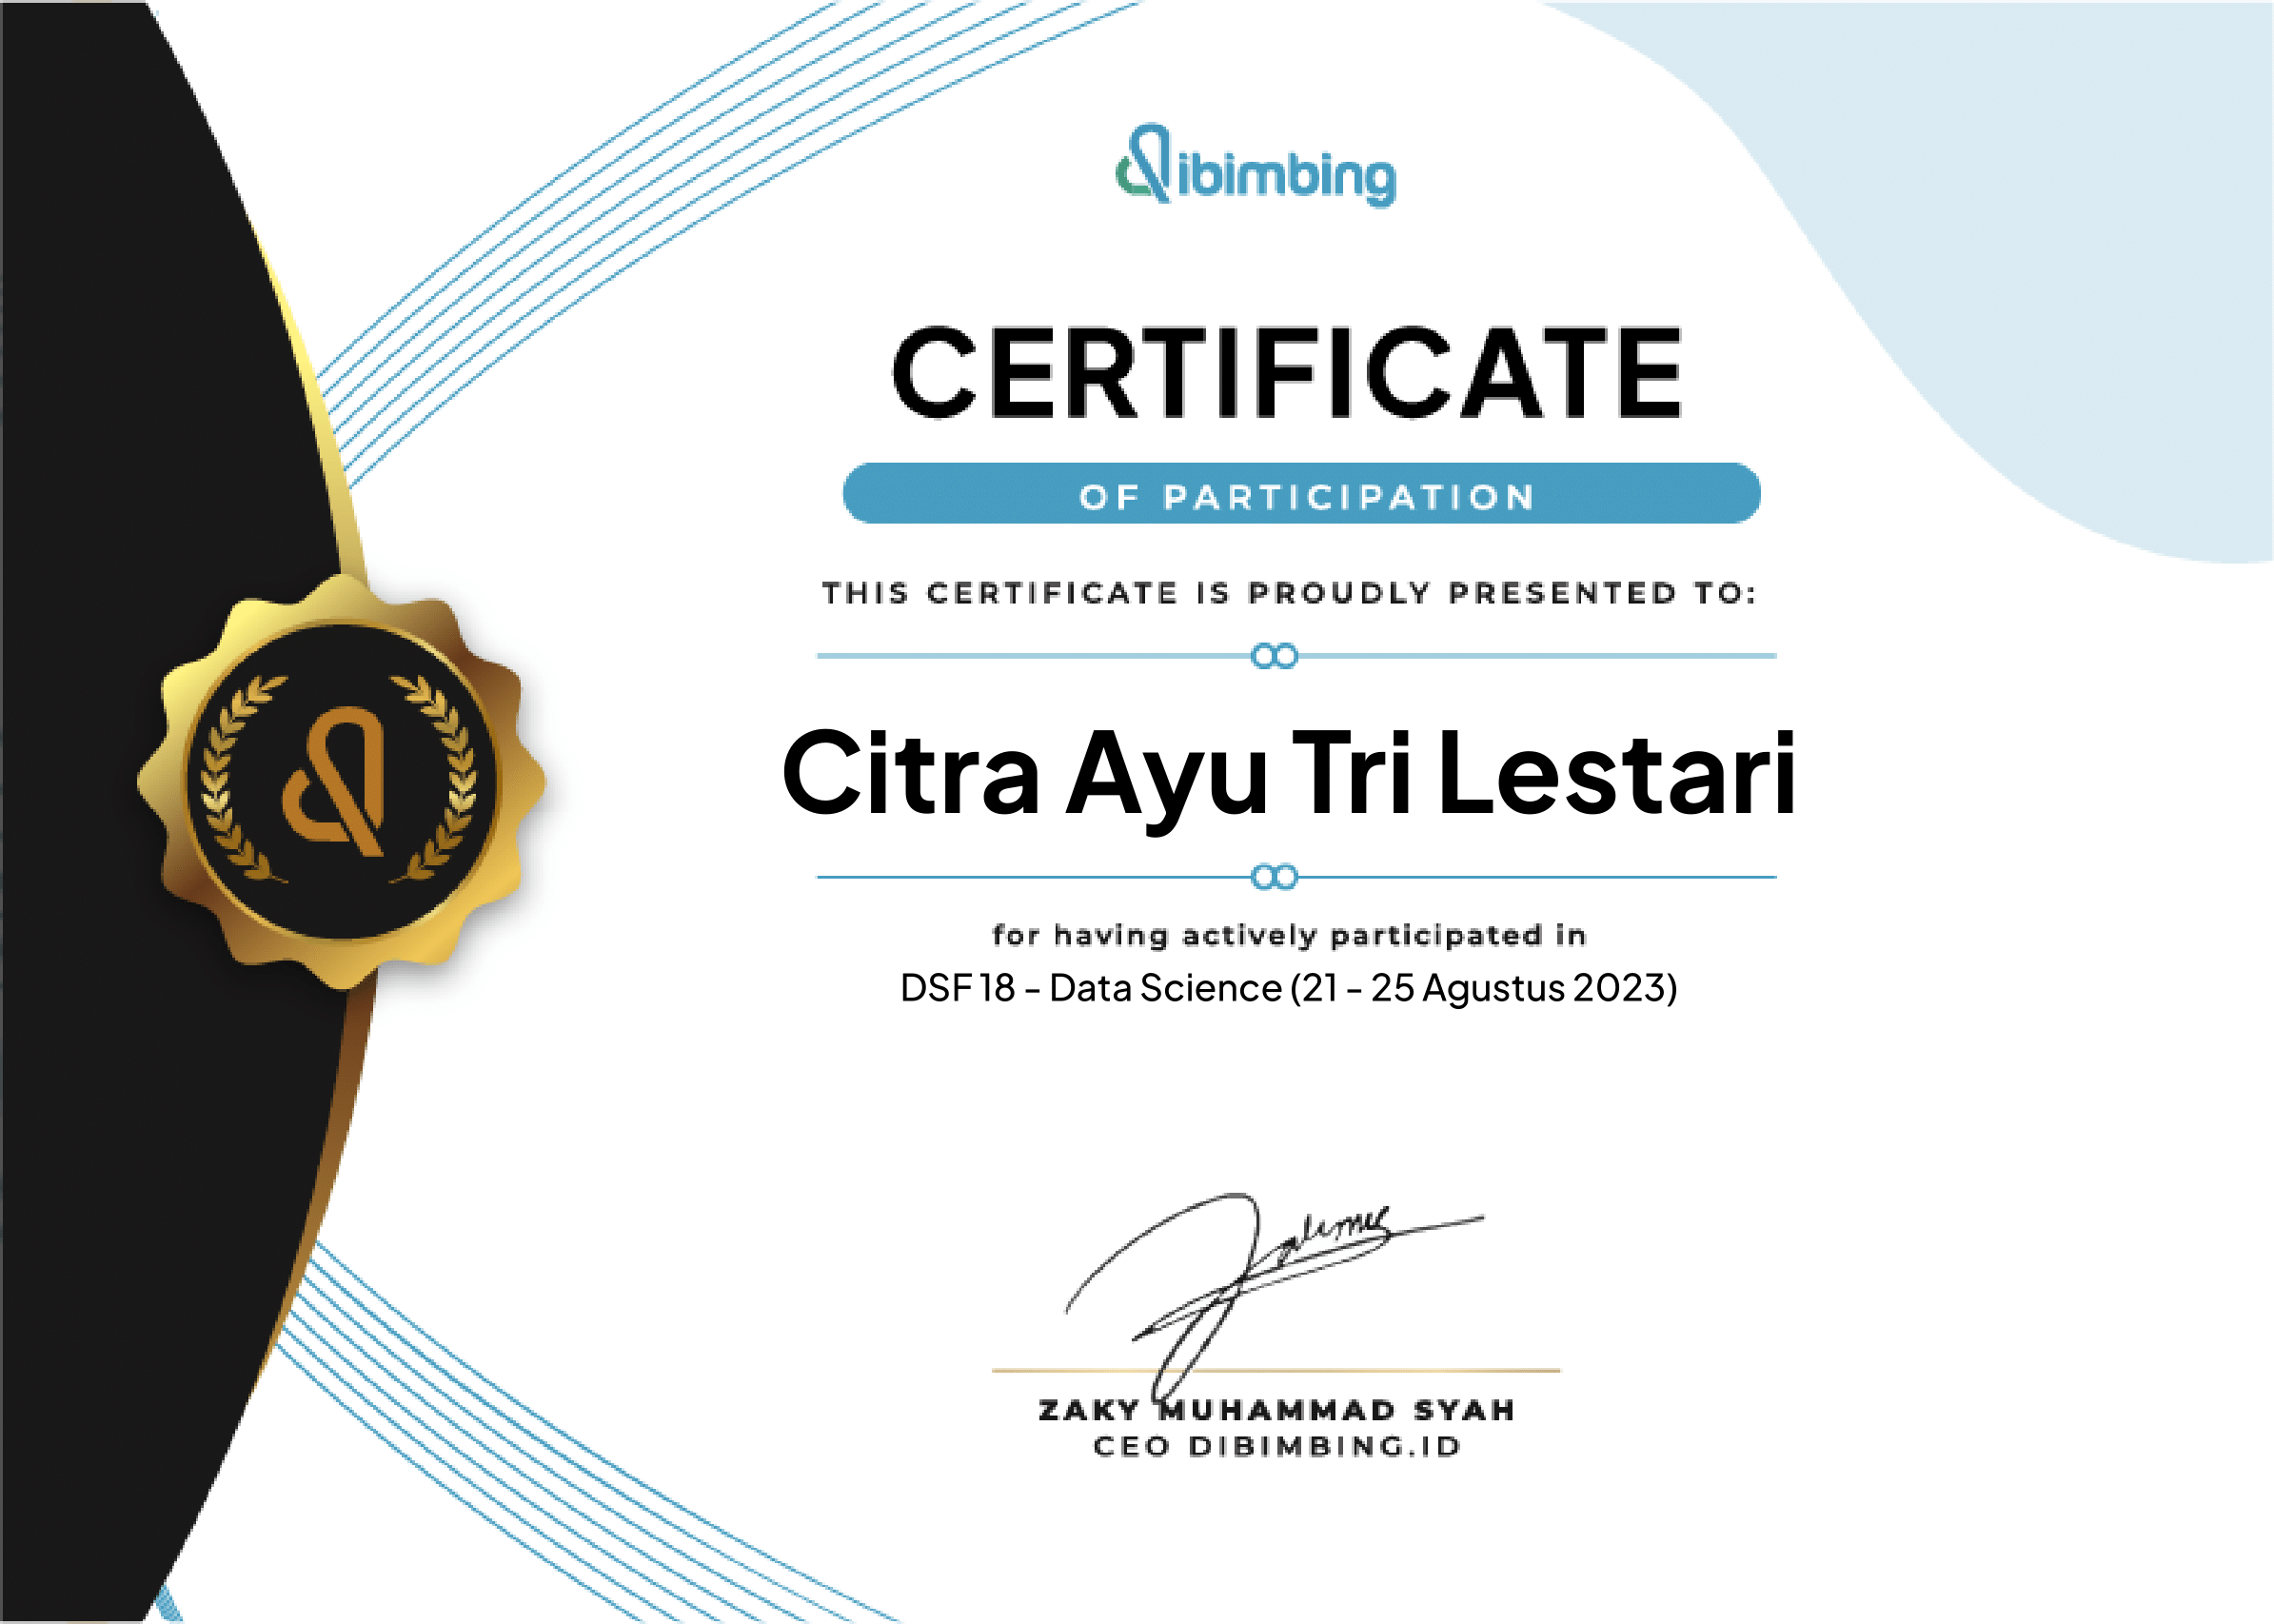 dibimbing
CERTIFICATE
OF PARTICIPATION
THIS CERTIFICATE IS PROUDLY PRESENTED TO:
Citra Ayu Tri Lestari
for having actively participated in
DSF 18 - Data Science (21 - 25 Agustus 2023)
ZAKY MUHAMMAD SYAH
CEO DIBIMBING.ID